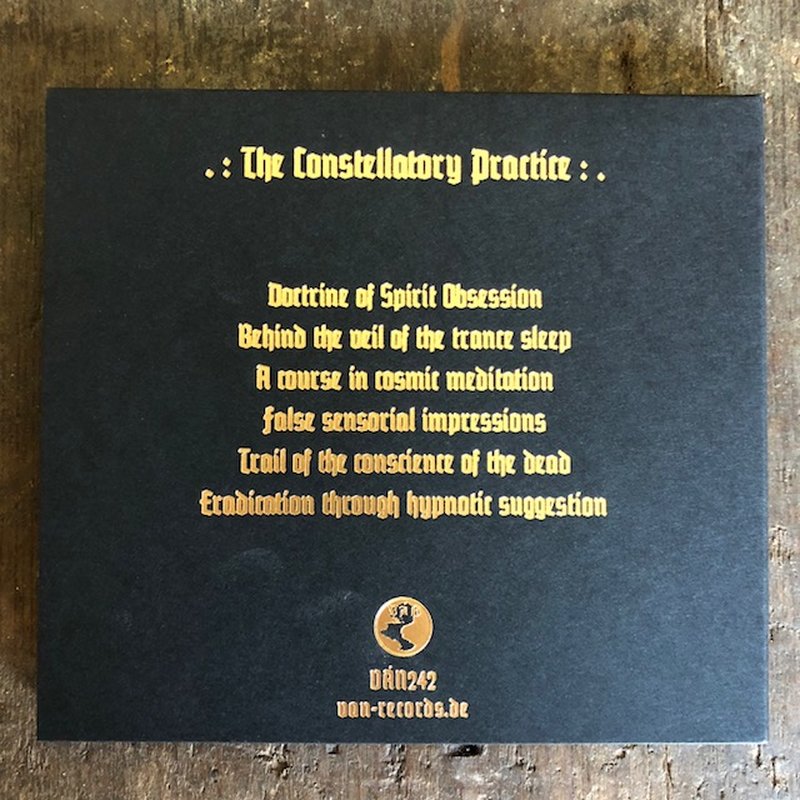 .: The Constellatory Practice :.
Doctrine of Spirit Obsession
Behind the veil of the trance sleep
A course in cosmic meditation
False sensorial impressions
Trail of the conscience of the dead
Eradication through hypnotic suggestion
VÁN242
van-records.de